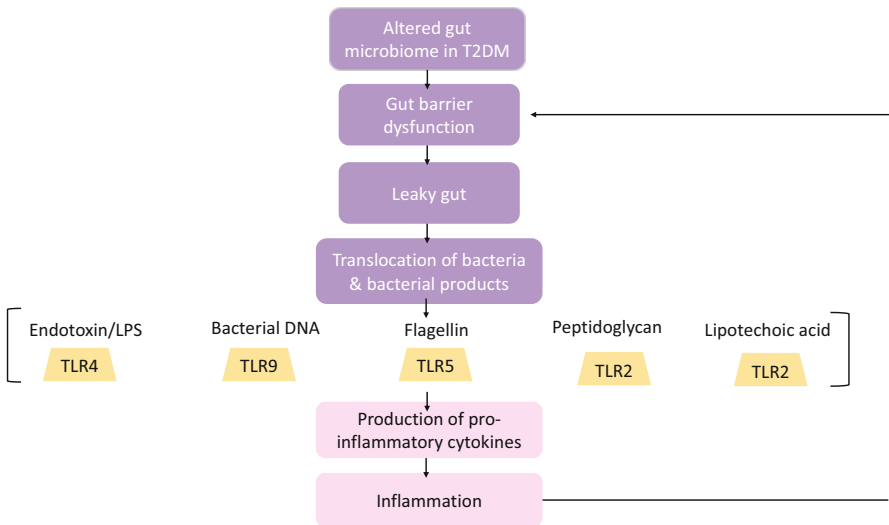 Altered gut
microbiome in T2DM
Gut barrier
dysfunction
Leaky gut
Translocation of bacteria
& bacterial products
Endotoxin/LPS
Bacterial DNA
Flagellin
Peptidoglycan
Lipotechoic acid
TLR4
TLR9
TLR5
TLR2
TLR2
Production of pro-
inflammatory cytokines
Inflammation